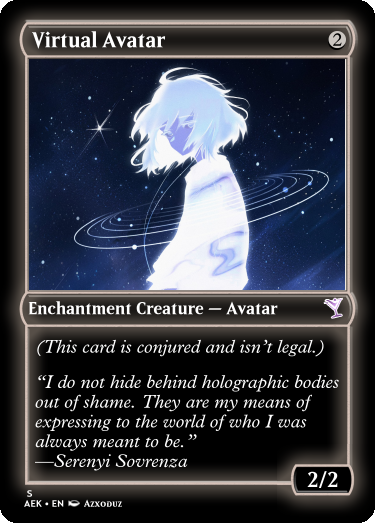 Virtual Avatar 2
Enchantment Creature — Avatar
(This card is conjured and isn't legal.)
“I do not hide behind holographic bodies
out of shame. They are my means of
expressing to the world of who I was
always meant to be.”
—Serenyi Sovrenza
2/2
S
AEK • EN Azxoduz